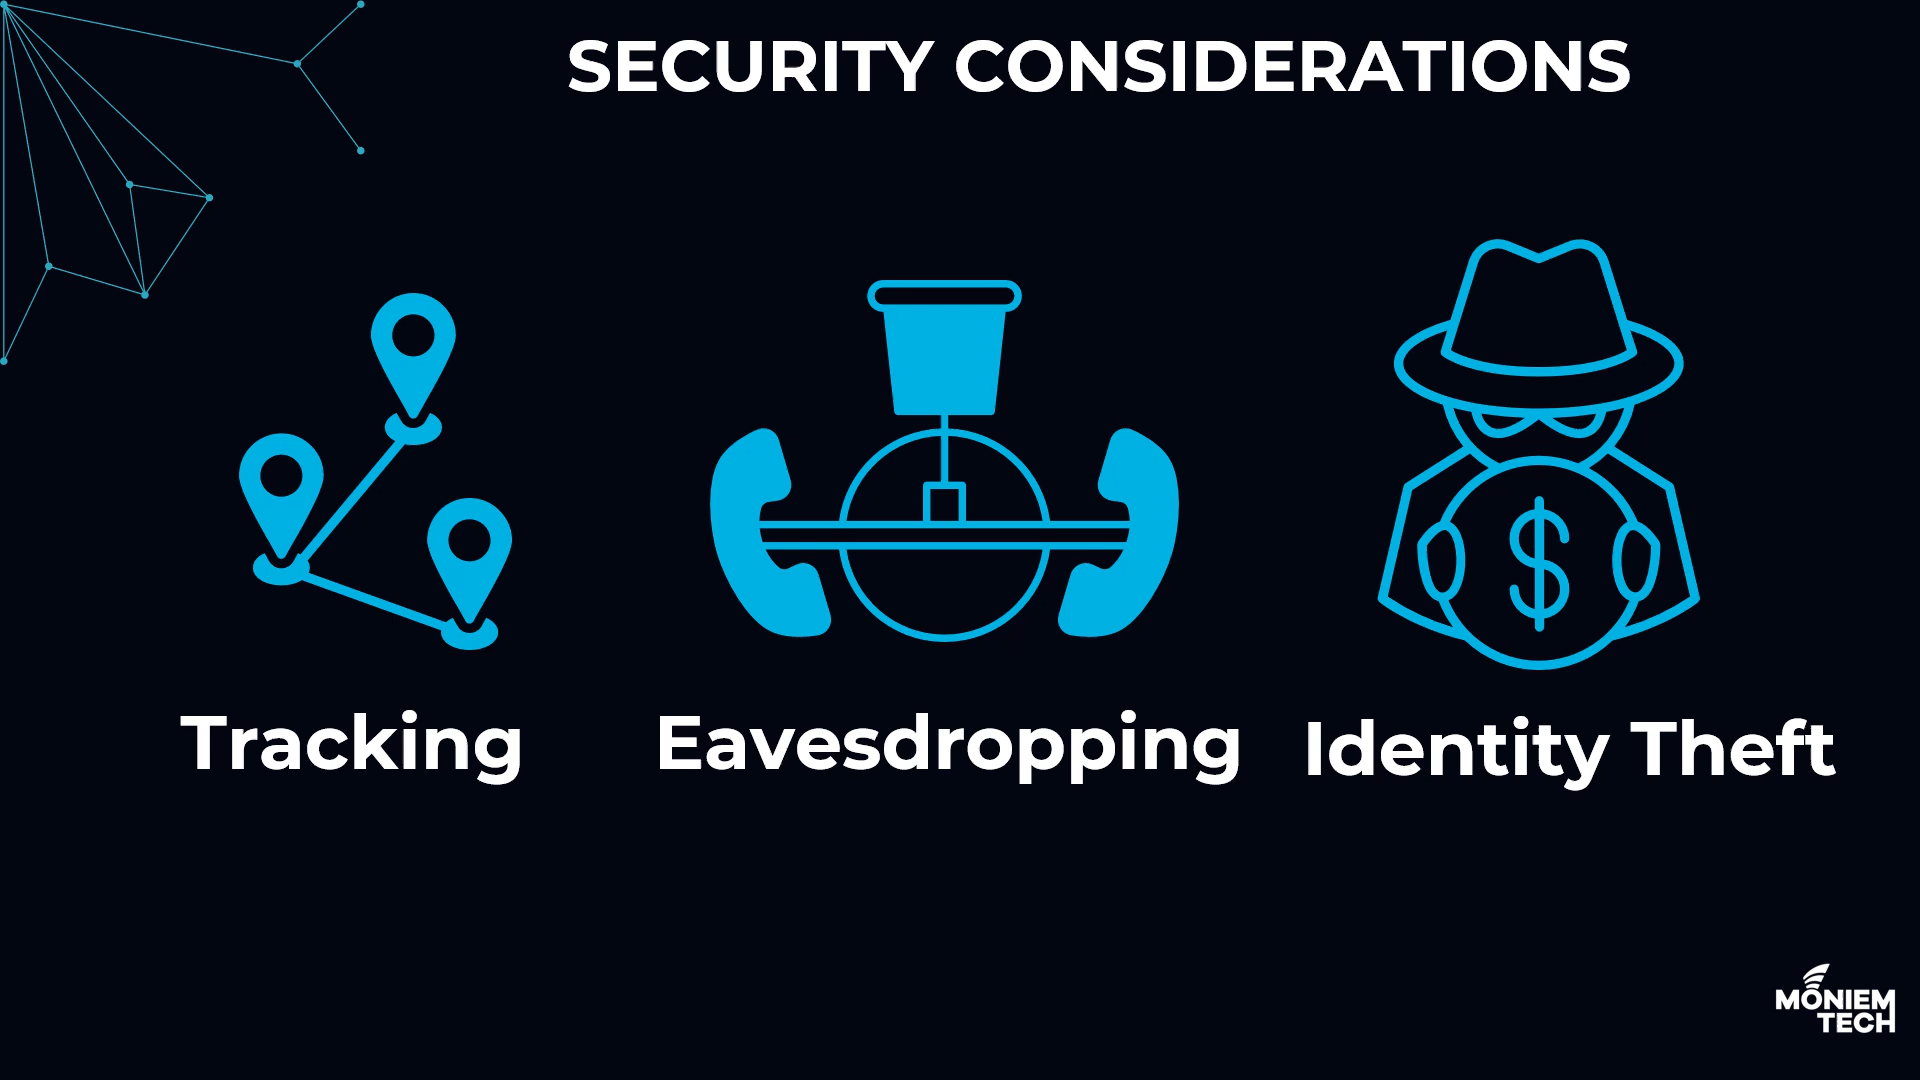 SECURITY CONSIDERATIONS
Tracking
Eavesdropping
Identity Theft
$
MONIEM
TECH